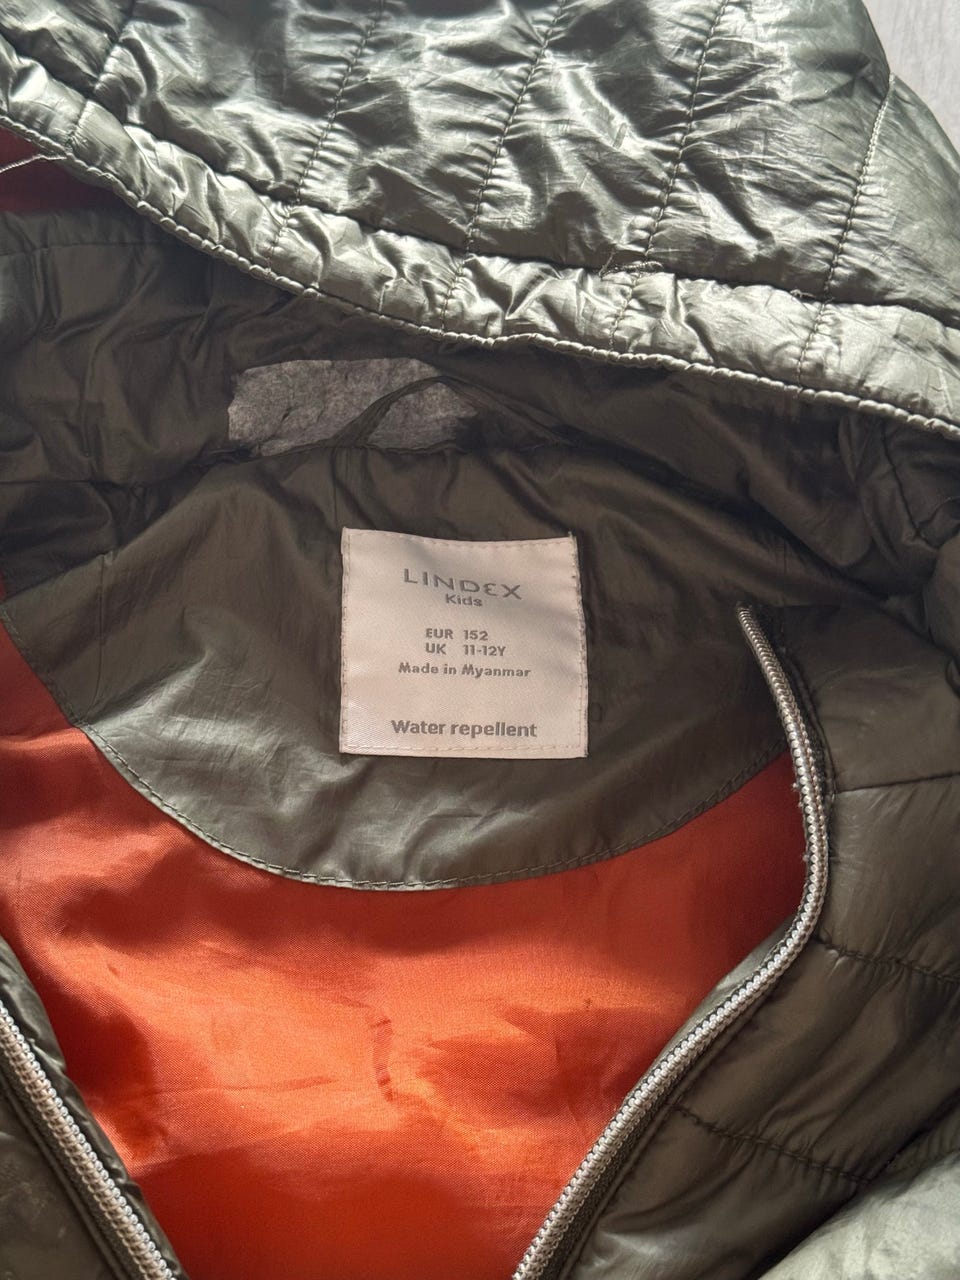 LINDEX
Kids
EUR 152
UK 11-12Y
Made in Myanmar
Water repellent